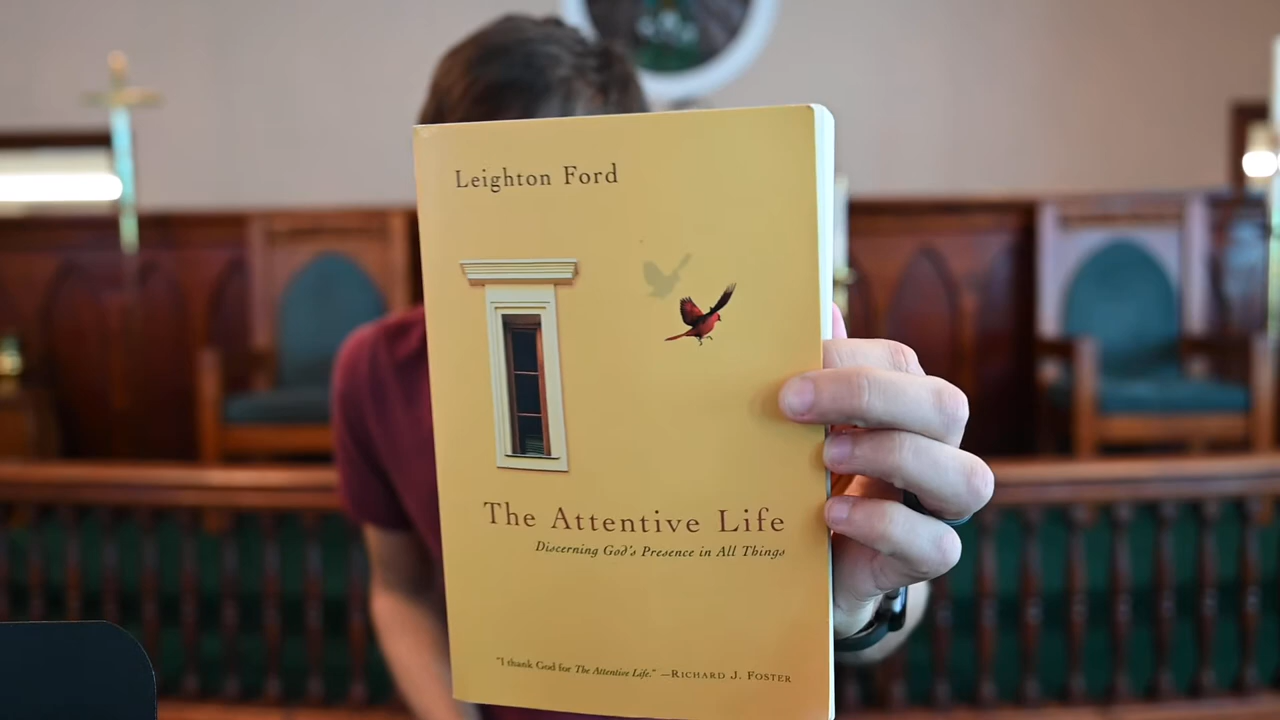 Leighton Ford
The Attentive Life
Discerning God's Presence in All Things
"I thank God for The Attentive Life." —RICHARD J. FOSTER